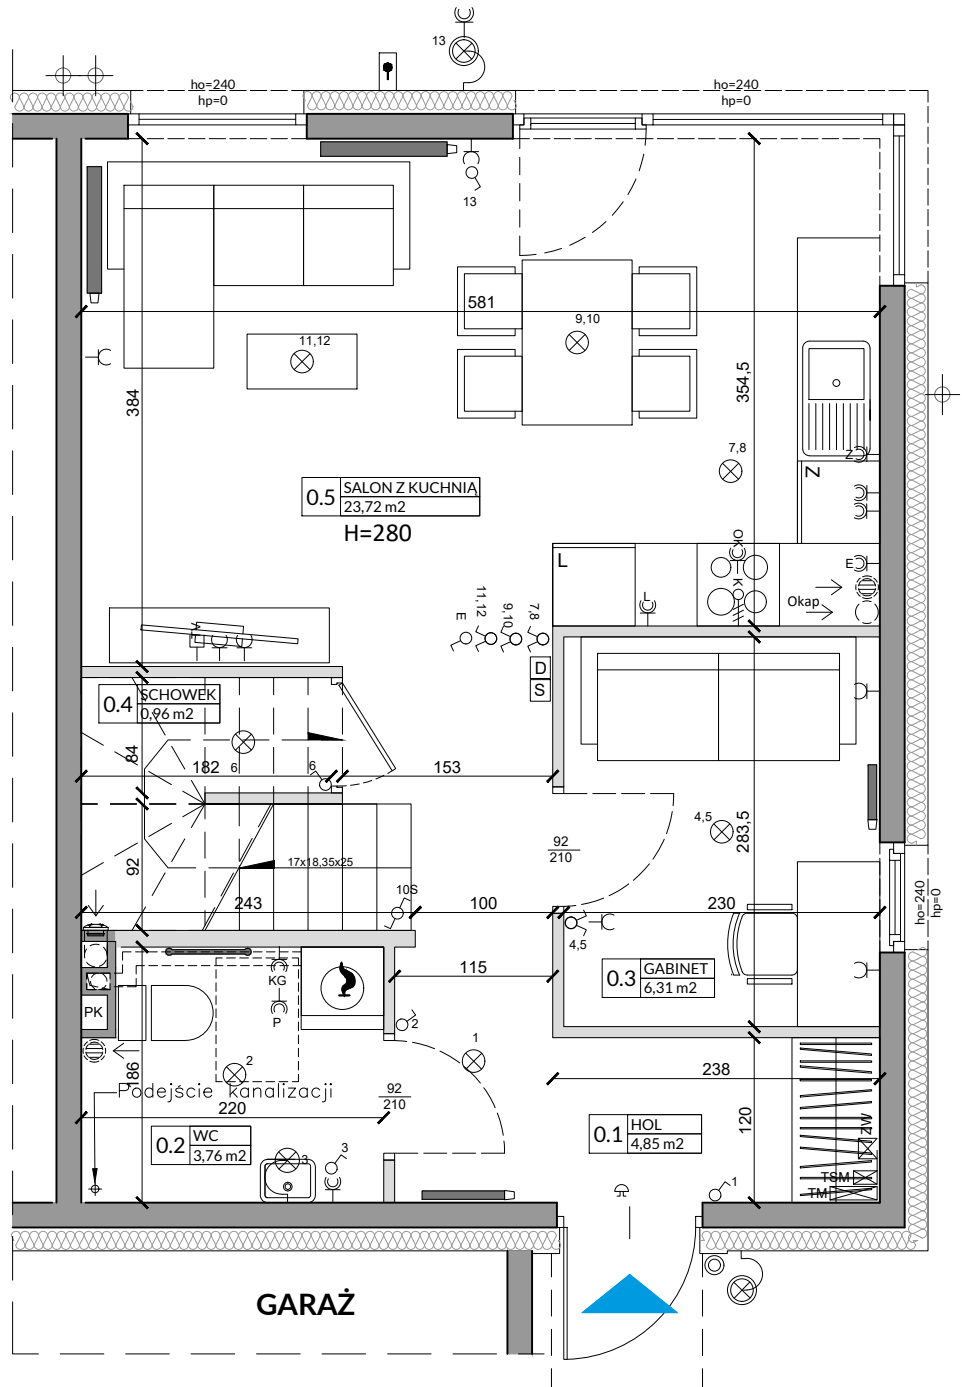 13
ho=240
hp=0
ho=240
hp=0
13
581
11,12
9,10
384
354,5
7,8
Z
Z
0.5 SALON Z KUCHNIĄ
23,72 m2
H=280
OK
E
L
L
K
Okap
E
11,12
9,10
7,8
D
S
0.4 SCHOWEK
0,96 m2
84
182
6
6
153
4,5
283,5
92
210
17x18,35x25
92
243
10S
100
230
4,5
ho=240
hp=0
115
0.3 GABINET
6,31 m2
KG
P
PK
2
1
2
186
Podejście kanalizacji
92
210
238
220
120
0.2 WC
3,76 m2
0.1 HOL
4,85 m2
ZW
3
3
TSM
TM
1
GARAŻ